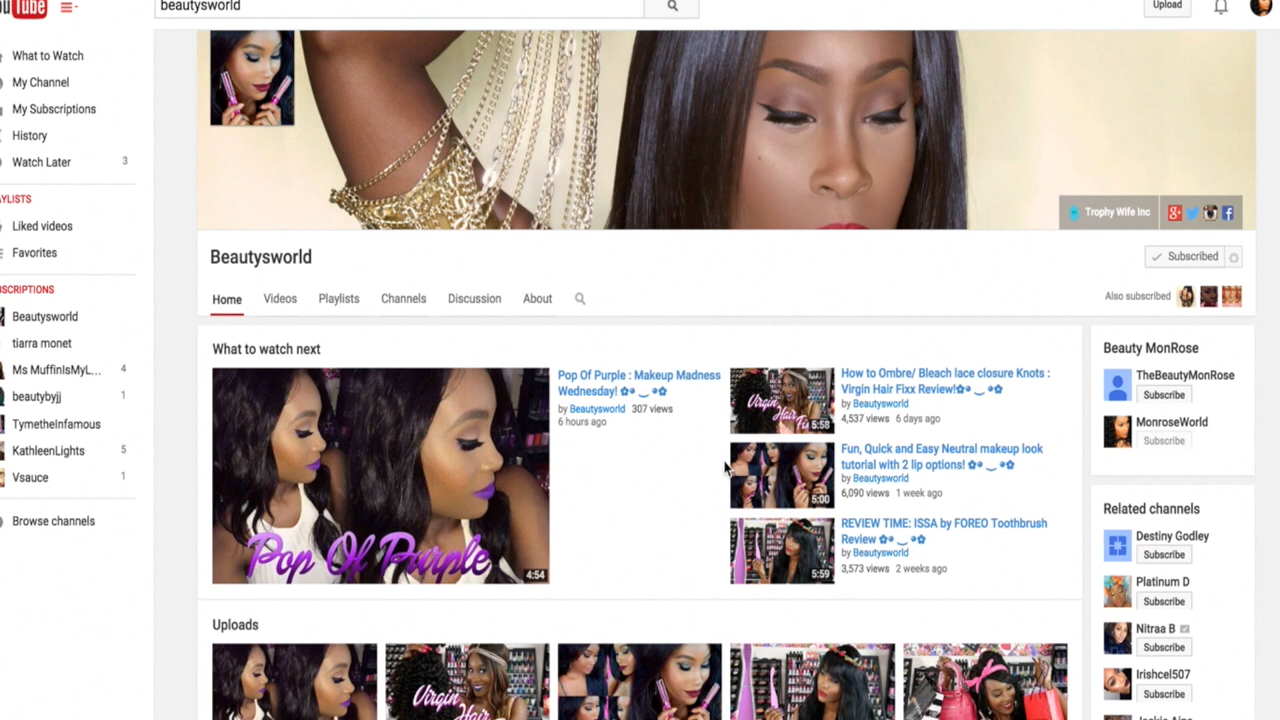 Tube
beautysworld
Upload
What to Watch
My Channel
My Subscriptions
History
Watch Later 3
Liked videos
Favorites
Beautysworld
tiarra monet
Ms MuffinIsMyL... 4
beautybyjj 1
TymetheInfamous
KathleenLights 5
Vsauce 1
Browse channels
Trophy Wife Inc
Beautysworld
Subscribed
Home Videos Playlists Channels Discussion About
Also subscribed
What to watch next
Pop Of Purple
4:54
Pop Of Purple : Makeup Madness
Wednesday! ✿◕ ‿ ◕✿
by Beautysworld 307 views
6 hours ago
Virgin
Hair
Fix
5:58
How to Ombre/ Bleach lace closure Knots :
Virgin Hair Fixx Review!✿◕ ‿ ◕✿
by Beautysworld
4,537 views 6 days ago
5:00
Fun, Quick and Easy Neutral makeup look
tutorial with 2 lip options! ✿◕ ‿ ◕✿
by Beautysworld
6,090 views 1 week ago
5:59
REVIEW TIME: ISSA by FOREO Toothbrush
Review ✿◕ ‿ ◕✿
by Beautysworld
3,573 views 2 weeks ago
Uploads
Virgin
Hair
Beauty MonRose
TheBeautyMonRose
Subscribe
MonroseWorld
Subscribe
Related channels
Destiny Godley
Subscribe
Platinum D
Subscribe
Nitraa B
Subscribe
Irishcel507
Subscribe